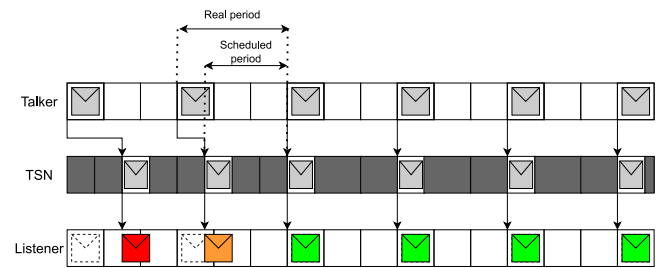 Real period
Scheduled
period
Talker
TSN
Listener